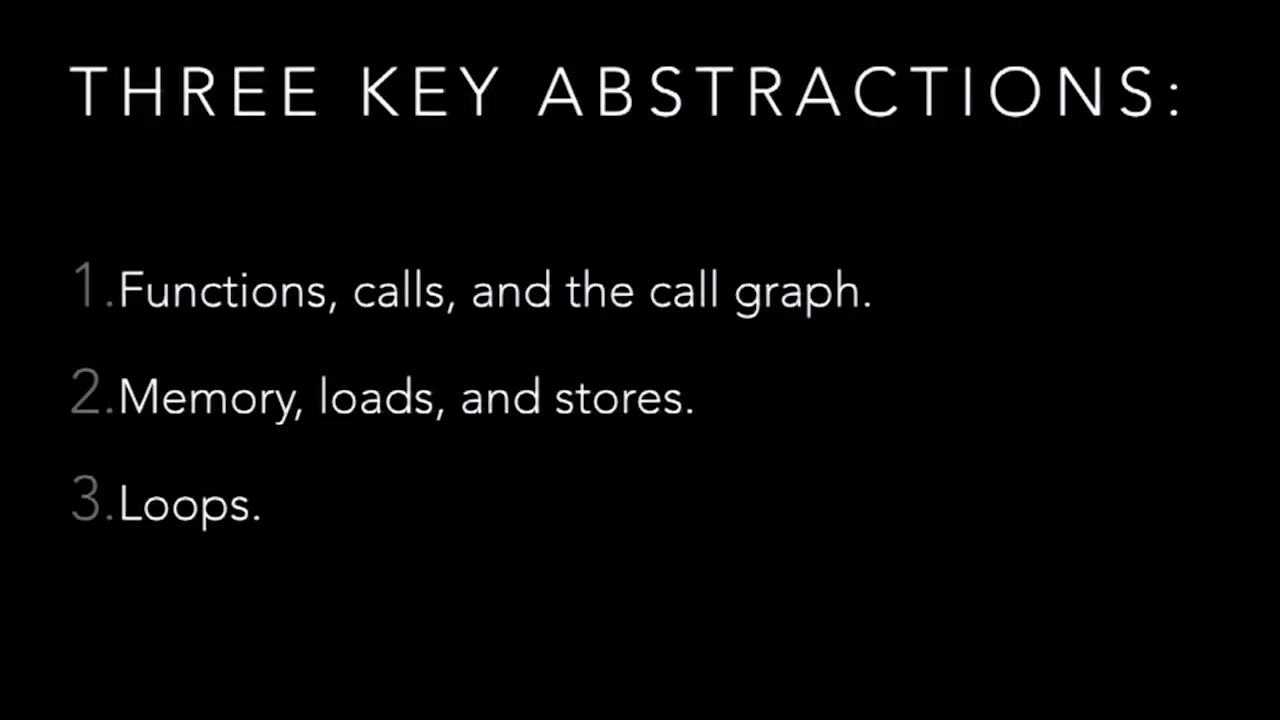 THREE KEY ABSTRACTIONS:
1. Functions, calls, and the call graph.
2. Memory, loads, and stores.
3. Loops.